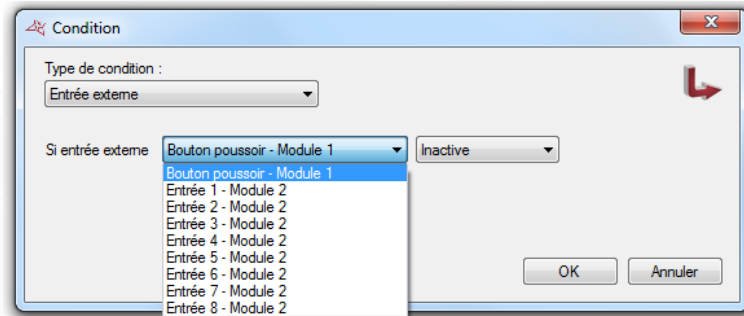 Condition
Type de condition :
Entrée externe
Si entrée externe Bouton poussoir - Module 1 Inactive
Bouton poussoir - Module 1
Entrée 1 - Module 2
Entrée 2 - Module 2
Entrée 3 - Module 2
Entrée 4 - Module 2
Entrée 5 - Module 2
Entrée 6 - Module 2
Entrée 7 - Module 2
Entrée 8 - Module 2
OK Annuler